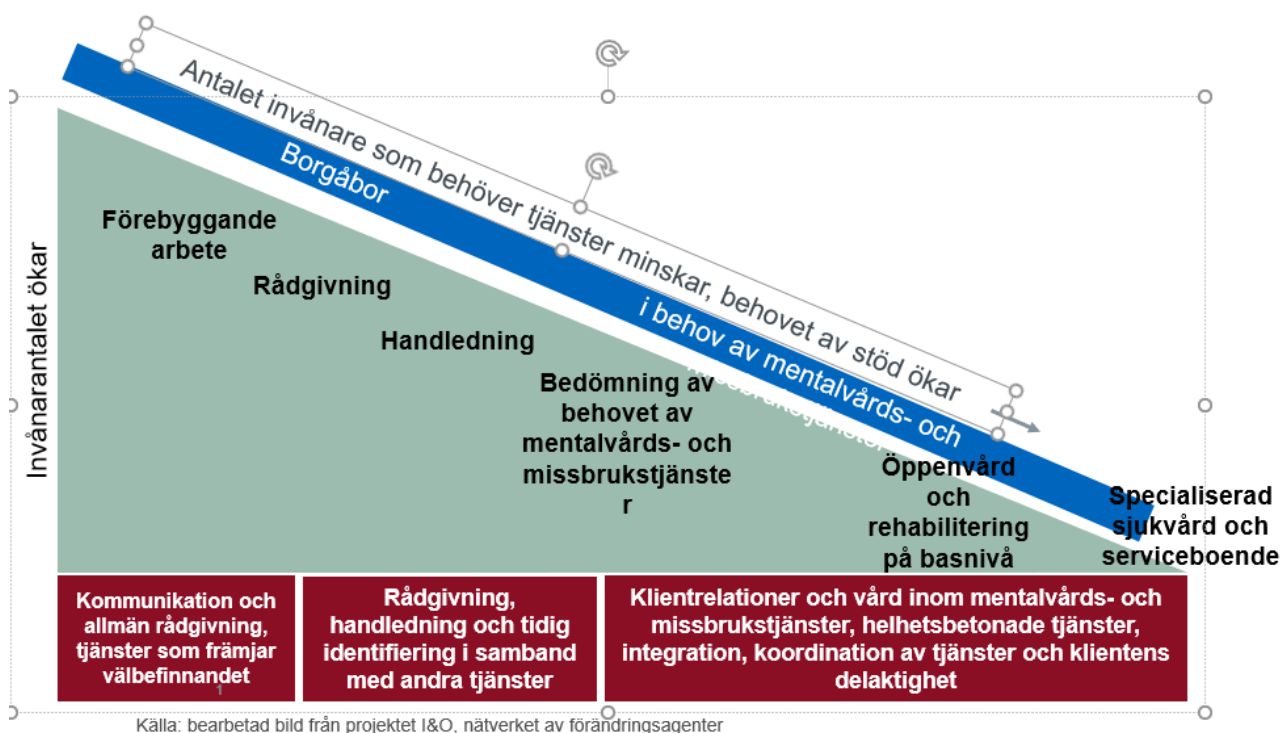 Antalet invånare som behöver tjänster minskar, behovet av stöd ökar
Borgåbor
i behov av mentalvårds- och
missbrukstjänster
Invånarantalet ökar
Förebyggande
arbete
Rådgivning
Handledning
Bedömning av
behovet av
mentalvårds- och
missbrukstjänste
r
Öppenvård
och
rehabilitering
på basnivå
Specialiserad
sjukvård och
serviceboende
Kommunikation och
allmän rådgivning,
tjänster som främjar
välbefinnandet
1
Rådgivning,
handledning och tidig
identifiering i samband
med andra tjänster
Klientrelationer och vård inom mentalvårds- och
missbrukstjänster, helhetsbetonade tjänster,
integration, koordination av tjänster och klientens
delaktighet
Källa: bearbetad bild från projektet I&O, nätverket av förändringsagenter